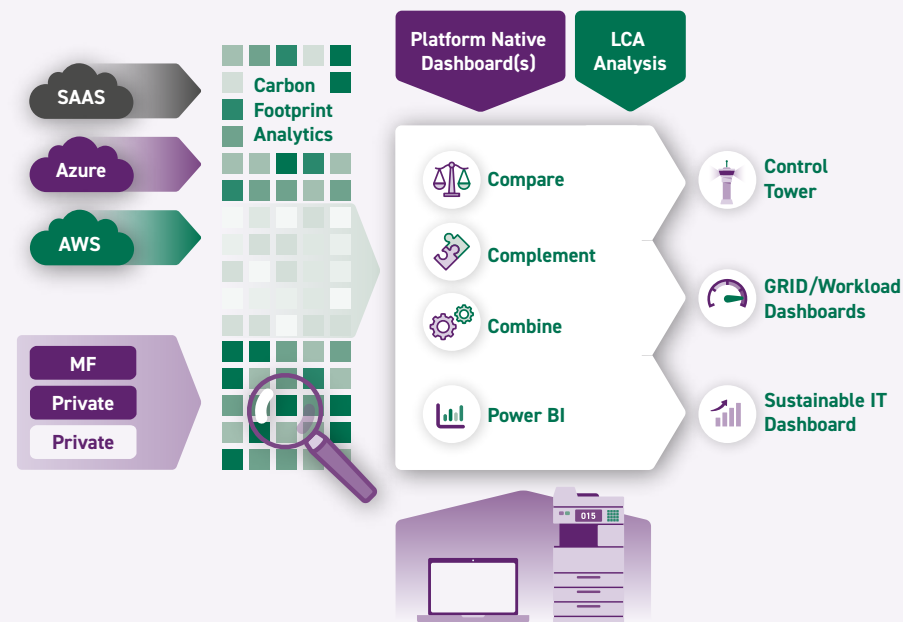 SAAS
Azure
AWS
MF
Private
Private
Carbon
Footprint
Analytics
Platform Native
Dashboard(s)
LCA
Analysis
Compare
Complement
Combine
Power BI
Control
Tower
GRID/Workload
Dashboards
Sustainable IT
Dashboard
015